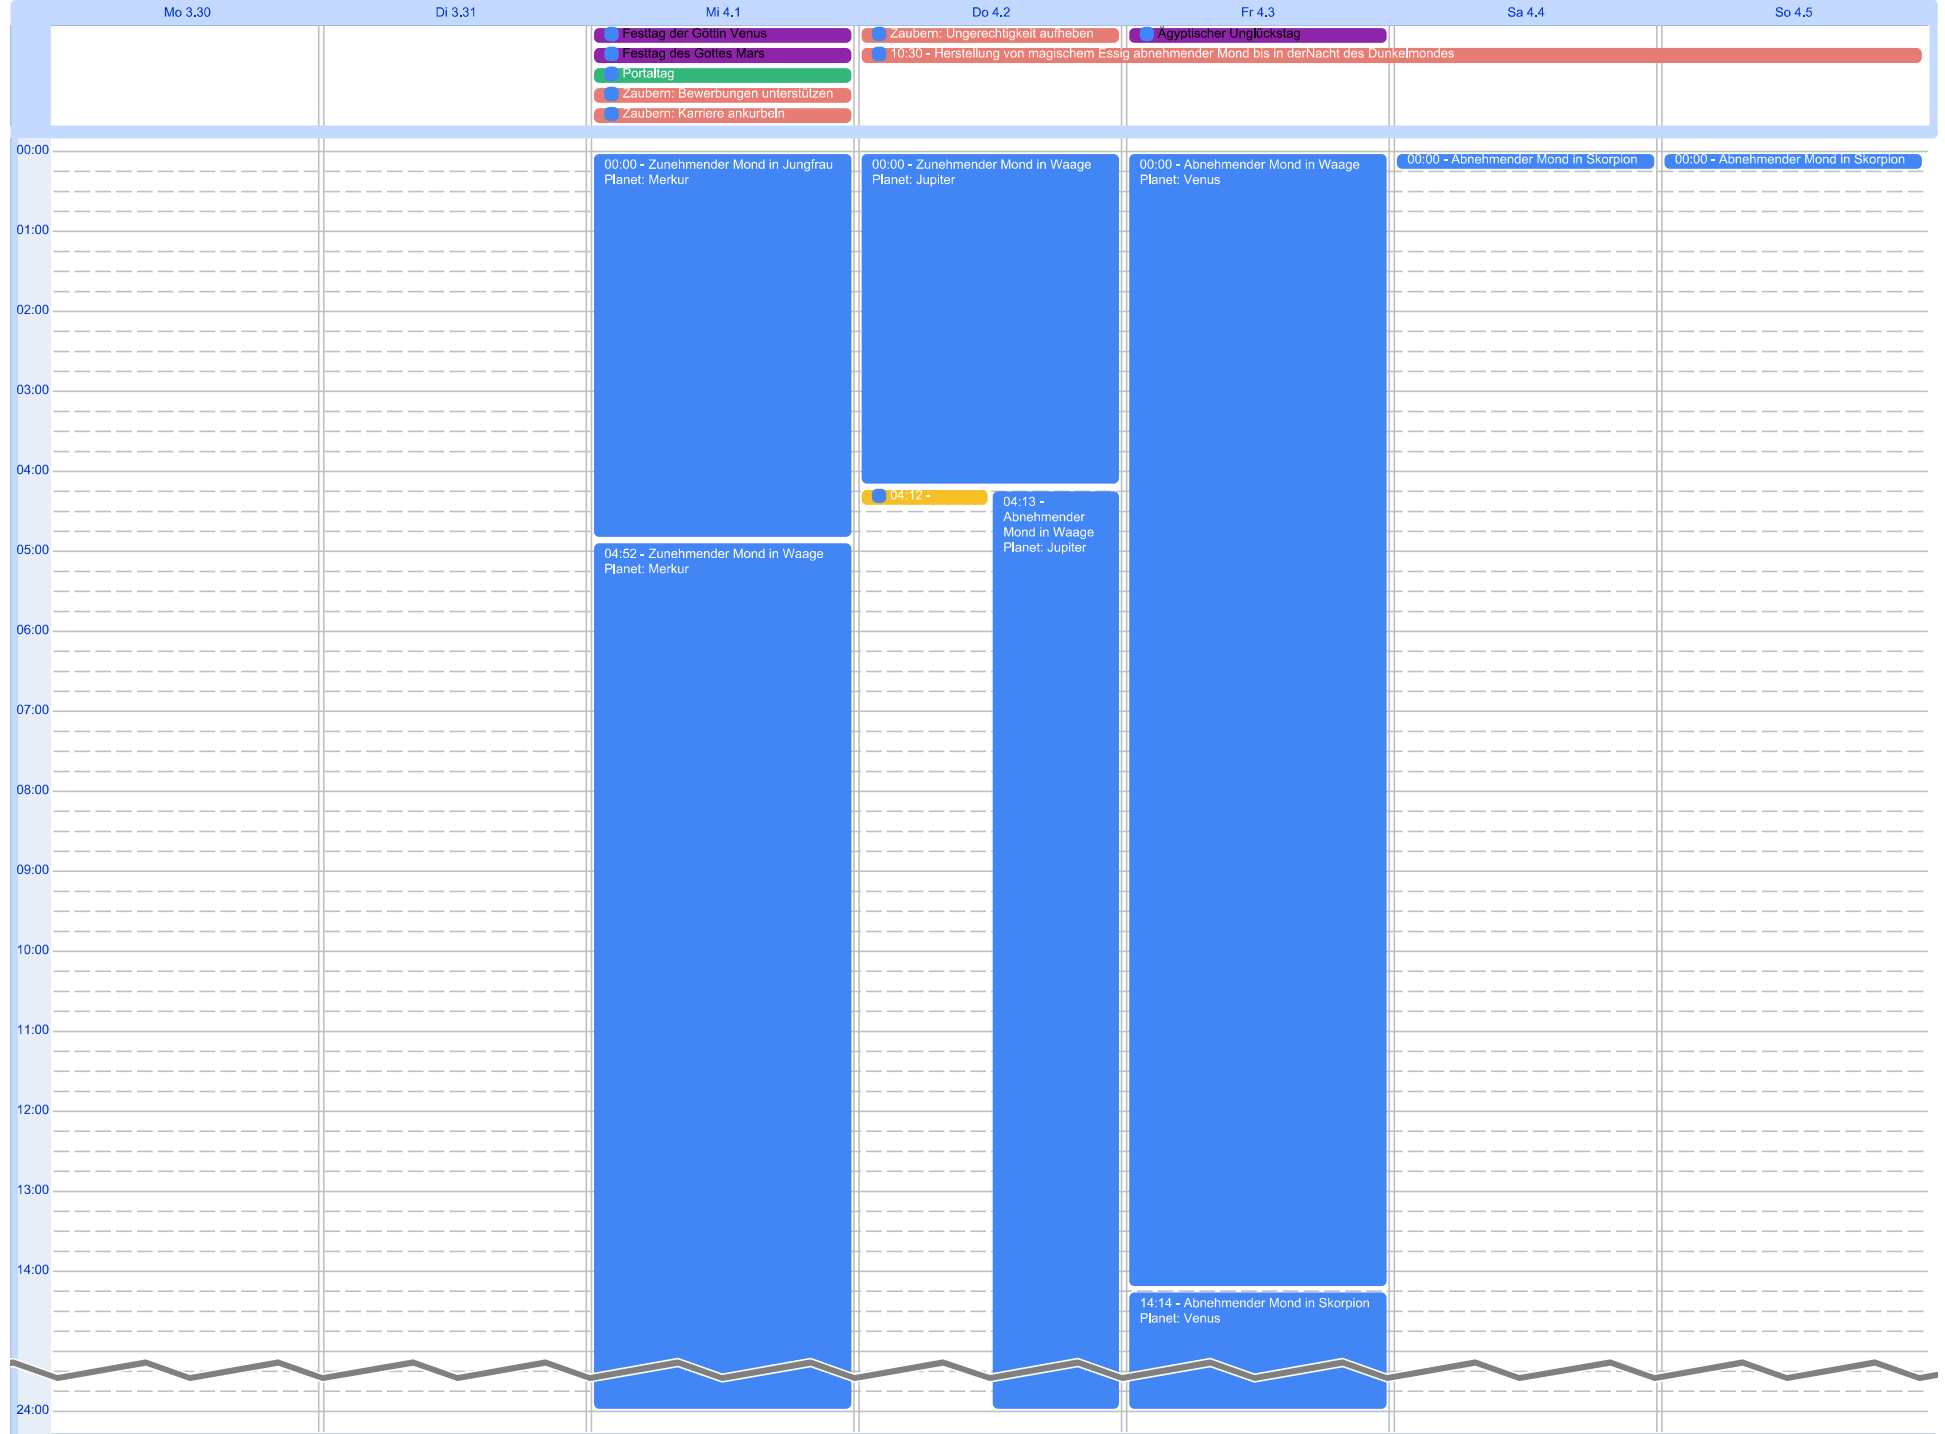 Mo 3.30
Di 3.31
Mi 4.1
Do 4.2
Fr 4.3
Sa 4.4
So 4.5
Festtag der Göttin Venus
Zaubern: Ungerechtigkeit aufheben
Ägyptischer Unglückstag
Festtag des Gottes Mars
10:30 - Herstellung von magischem Essig abnehmender Mond bis in derNacht des Dunkelmondes
Portaltag
Zaubern: Bewerbungen unterstützen
Zaubern: Karriere ankurbeln
00:00
00:00 - Zunehmender Mond in Jungfrau
Planet: Merkur
00:00 - Zunehmender Mond in Waage
Planet: Jupiter
00:00 - Abnehmender Mond in Waage
Planet: Venus
00:00 - Abnehmender Mond in Skorpion
00:00 - Abnehmender Mond in Skorpion
01:00
02:00
03:00
04:00
04:12 -
04:13 -
Abnehmender
Mond in Waage
Planet: Jupiter
05:00
04:52 - Zunehmender Mond in Waage
Planet: Merkur
06:00
07:00
08:00
09:00
10:00
11:00
12:00
13:00
14:00
14:14 - Abnehmender Mond in Skorpion
Planet: Venus
24:00